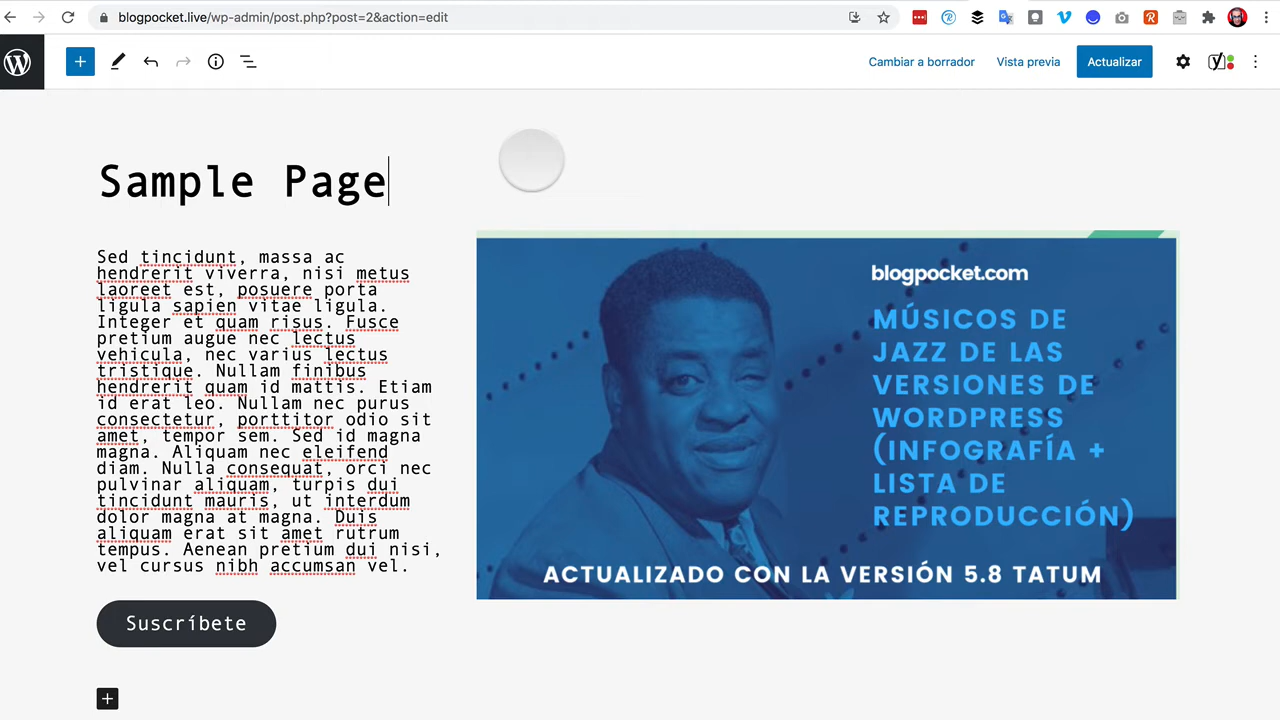 blogpocket.live/wp-admin/post.php?post=2&action=edit
Cambiar a borrador
Vista previa
Actualizar
Sample Page
Sed tincidunt, massa ac
hendrerit viverra, nisi metus
laoreet est, posuere porta
ligula sapien vitae ligula.
Integer et quam risus. Fusce
pretium augue nec lectus
vehicula, nec varius lectus
tristique. Nullam finibus
hendrerit quam id mattis. Etiam
id erat leo. Nullam nec purus
consectetur, porttitor odio sit
amet, tempor sem. Sed id magna
magna. Aliquam nec eleifend
diam. Nulla consequat, orci nec
pulvinar aliquam, turpis dui
tincidunt mauris, ut interdum
dolor magna at magna. Duis
aliquam erat sit amet rutrum
tempus. Aenean pretium dui nisi,
vel cursus nibh accumsan vel.
Suscríbete
blogpocket.com
MÚSICOS DE
JAZZ DE LAS
VERSIONES DE
WORDPRESS
(INFOGRAFÍA +
LISTA DE
REPRODUCCIÓN)
ACTUALIZADO CON LA VERSIÓN 5.8 TATUM